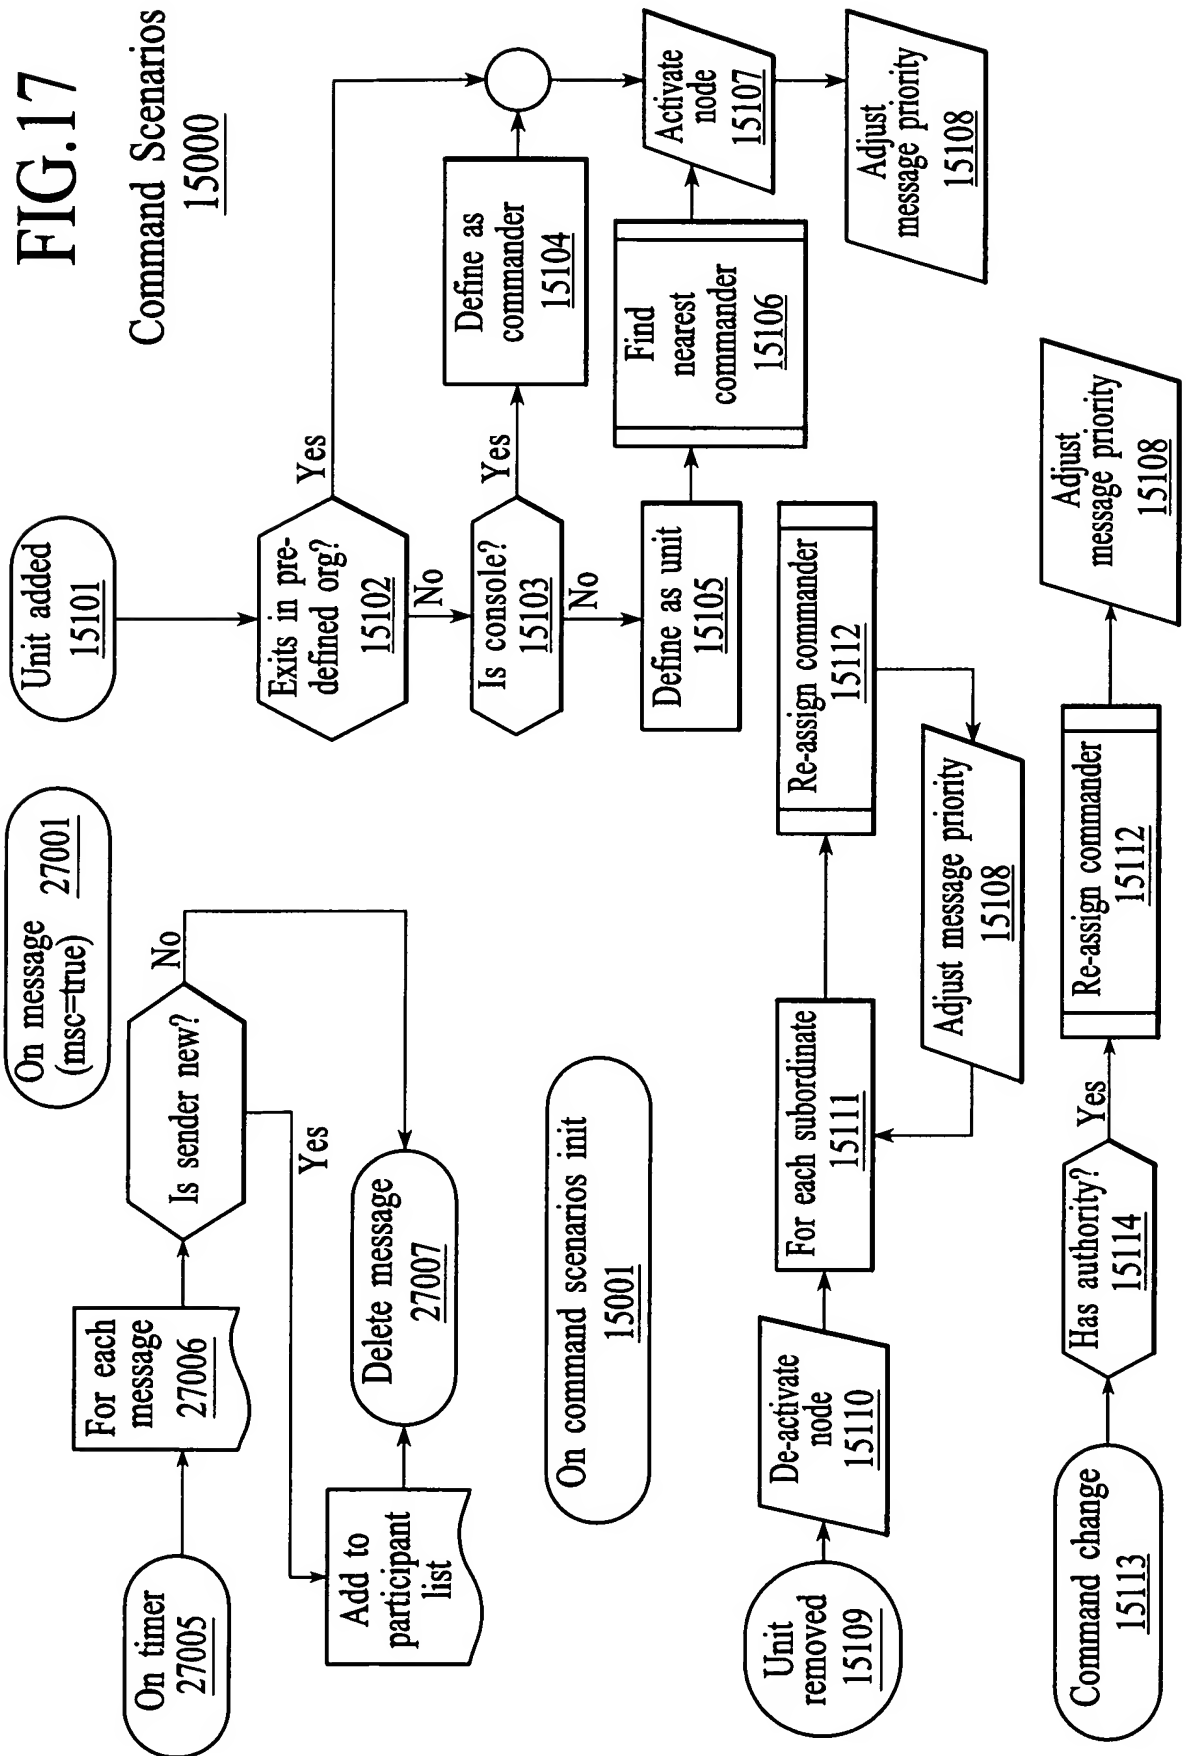 FIG.17
Command Scenarios
15000
On timer
27005
For each
message
27006
Is sender new?
No
Yes
Add to
participant
list
Delete message
27007
On message
(msc=true)
27001
On command scenarios init
15001
Unit added
15101
Exits in pre-
defined org?
15102
Yes
No
Is console?
15103
Yes
No
Define as
commander
15104
Define as unit
15105
Find
nearest
commander
15106
Activate
node
15107
Adjust
message priority
15108
Unit
removed
15109
De-activate
node
15110
For each subordinate
15111
Re-assign commander
15112
Adjust message priority
15108
Command change
15113
Has authority?
15114
Yes
Re-assign commander
15112
Adjust
message priority
15108